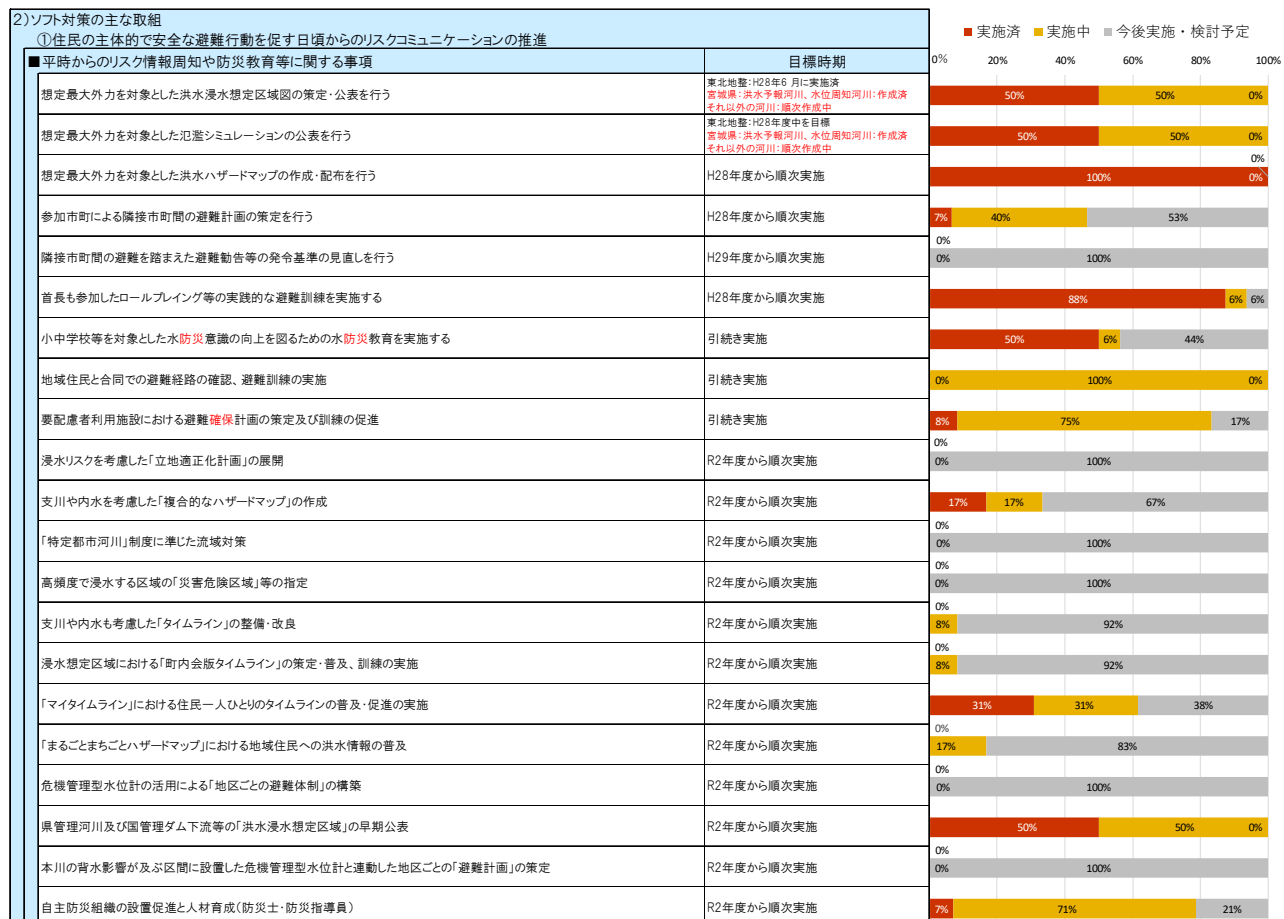 2)ソフト対策の主な取組
①住民の主体的で安全な避難行動を促す日頃からのリスクコミュニケーションの推進
■実施済 ■実施中 ■今後実施・検討予定
■平時からのリスク情報周知や防災教育等に関する事項 目標時期
0% 20% 40% 60% 80% 100%
想定最大外力を対象とした洪水浸水想定区域図の策定・公表を行う
東北地整:H28年6月に実施済
宮城県:洪水予報河川、水位周知河川:作成済
それ以外の河川:順次作成中
50% 50% 0%
想定最大外力を対象とした氾濫シミュレーションの公表を行う
東北地整:H28年度中を目標
宮城県:洪水予報河川、水位周知河川:作成済
それ以外の河川:順次作成中
50% 50% 0%
0%
想定最大外力を対象とした洪水ハザードマップの作成・配布を行う H28年度から順次実施 100% 0%
参加市町による隣接市町間の避難計画の策定を行う H28年度から順次実施 7% 40% 53%
0%
隣接市町間の避難を踏まえた避難勧告等の発令基準の見直しを行う H29年度から順次実施 0% 100%
首長も参加したロールプレイング等の実践的な避難訓練を実施する H28年度から順次実施 88% 6% 6%
小中学校等を対象とした水防災意識の向上を図るための水防災教育を実施する 引続き実施 50% 6% 44%
地域住民と合同での避難経路の確認、避難訓練の実施 引続き実施 0% 100% 0%
要配慮者利用施設における避難確保計画の策定及び訓練の促進 引続き実施 8% 75% 17%
0%
浸水リスクを考慮した「立地適正化計画」の展開 R2年度から順次実施 0% 100%
支川や内水を考慮した「複合的なハザードマップ」の作成 R2年度から順次実施 17% 17% 67%
0%
「特定都市河川」制度に準じた流域対策 R2年度から順次実施 0% 100%
0%
高頻度で浸水する区域の「災害危険区域」等の指定 R2年度から順次実施 0% 100%
0%
支川や内水も考慮した「タイムライン」の整備・改良 R2年度から順次実施 8% 92%
0%
浸水想定区域における「町内会版タイムライン」の策定・普及、訓練の実施 R2年度から順次実施 8% 92%
「マイタイムライン」における住民一人ひとりのタイムラインの普及・促進の実施 R2年度から順次実施 31% 31% 38%
0%
「まるごとまちごとハザードマップ」における地域住民への洪水情報の普及 R2年度から順次実施 17% 83%
0%
危機管理型水位計の活用による「地区ごとの避難体制」の構築 R2年度から順次実施 0% 100%
県管理河川及び国管理ダム下流等の「洪水浸水想定区域」の早期公表 R2年度から順次実施 50% 50% 0%
0%
本川の背水影響が及ぶ区間に設置した危機管理型水位計と連動した地区ごとの「避難計画」の策定 R2年度から順次実施 0% 100%
自主防災組織の設置促進と人材育成(防災士・防災指導員) R2年度から順次実施 7% 71% 21%